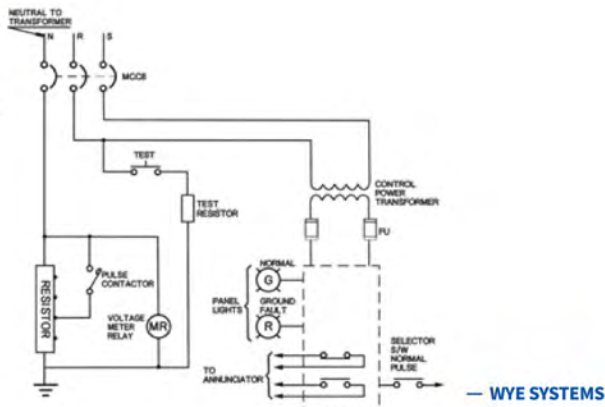 NEUTRAL TO
TRANSFORMER
N R S
MCCB
TEST
TEST
RESISTOR
CONTROL
POWER
TRANSFORMER
FU
RESISTOR
PULSE
CONTACTOR
VOLTAGE
METER
RELAY
MR
PANEL
LIGHTS
NORMAL
G
GROUND
FAULT
R
TO
ANNUNCIATOR
SELECTOR
S/W
NORMAL
PULSE
— WYE SYSTEMS